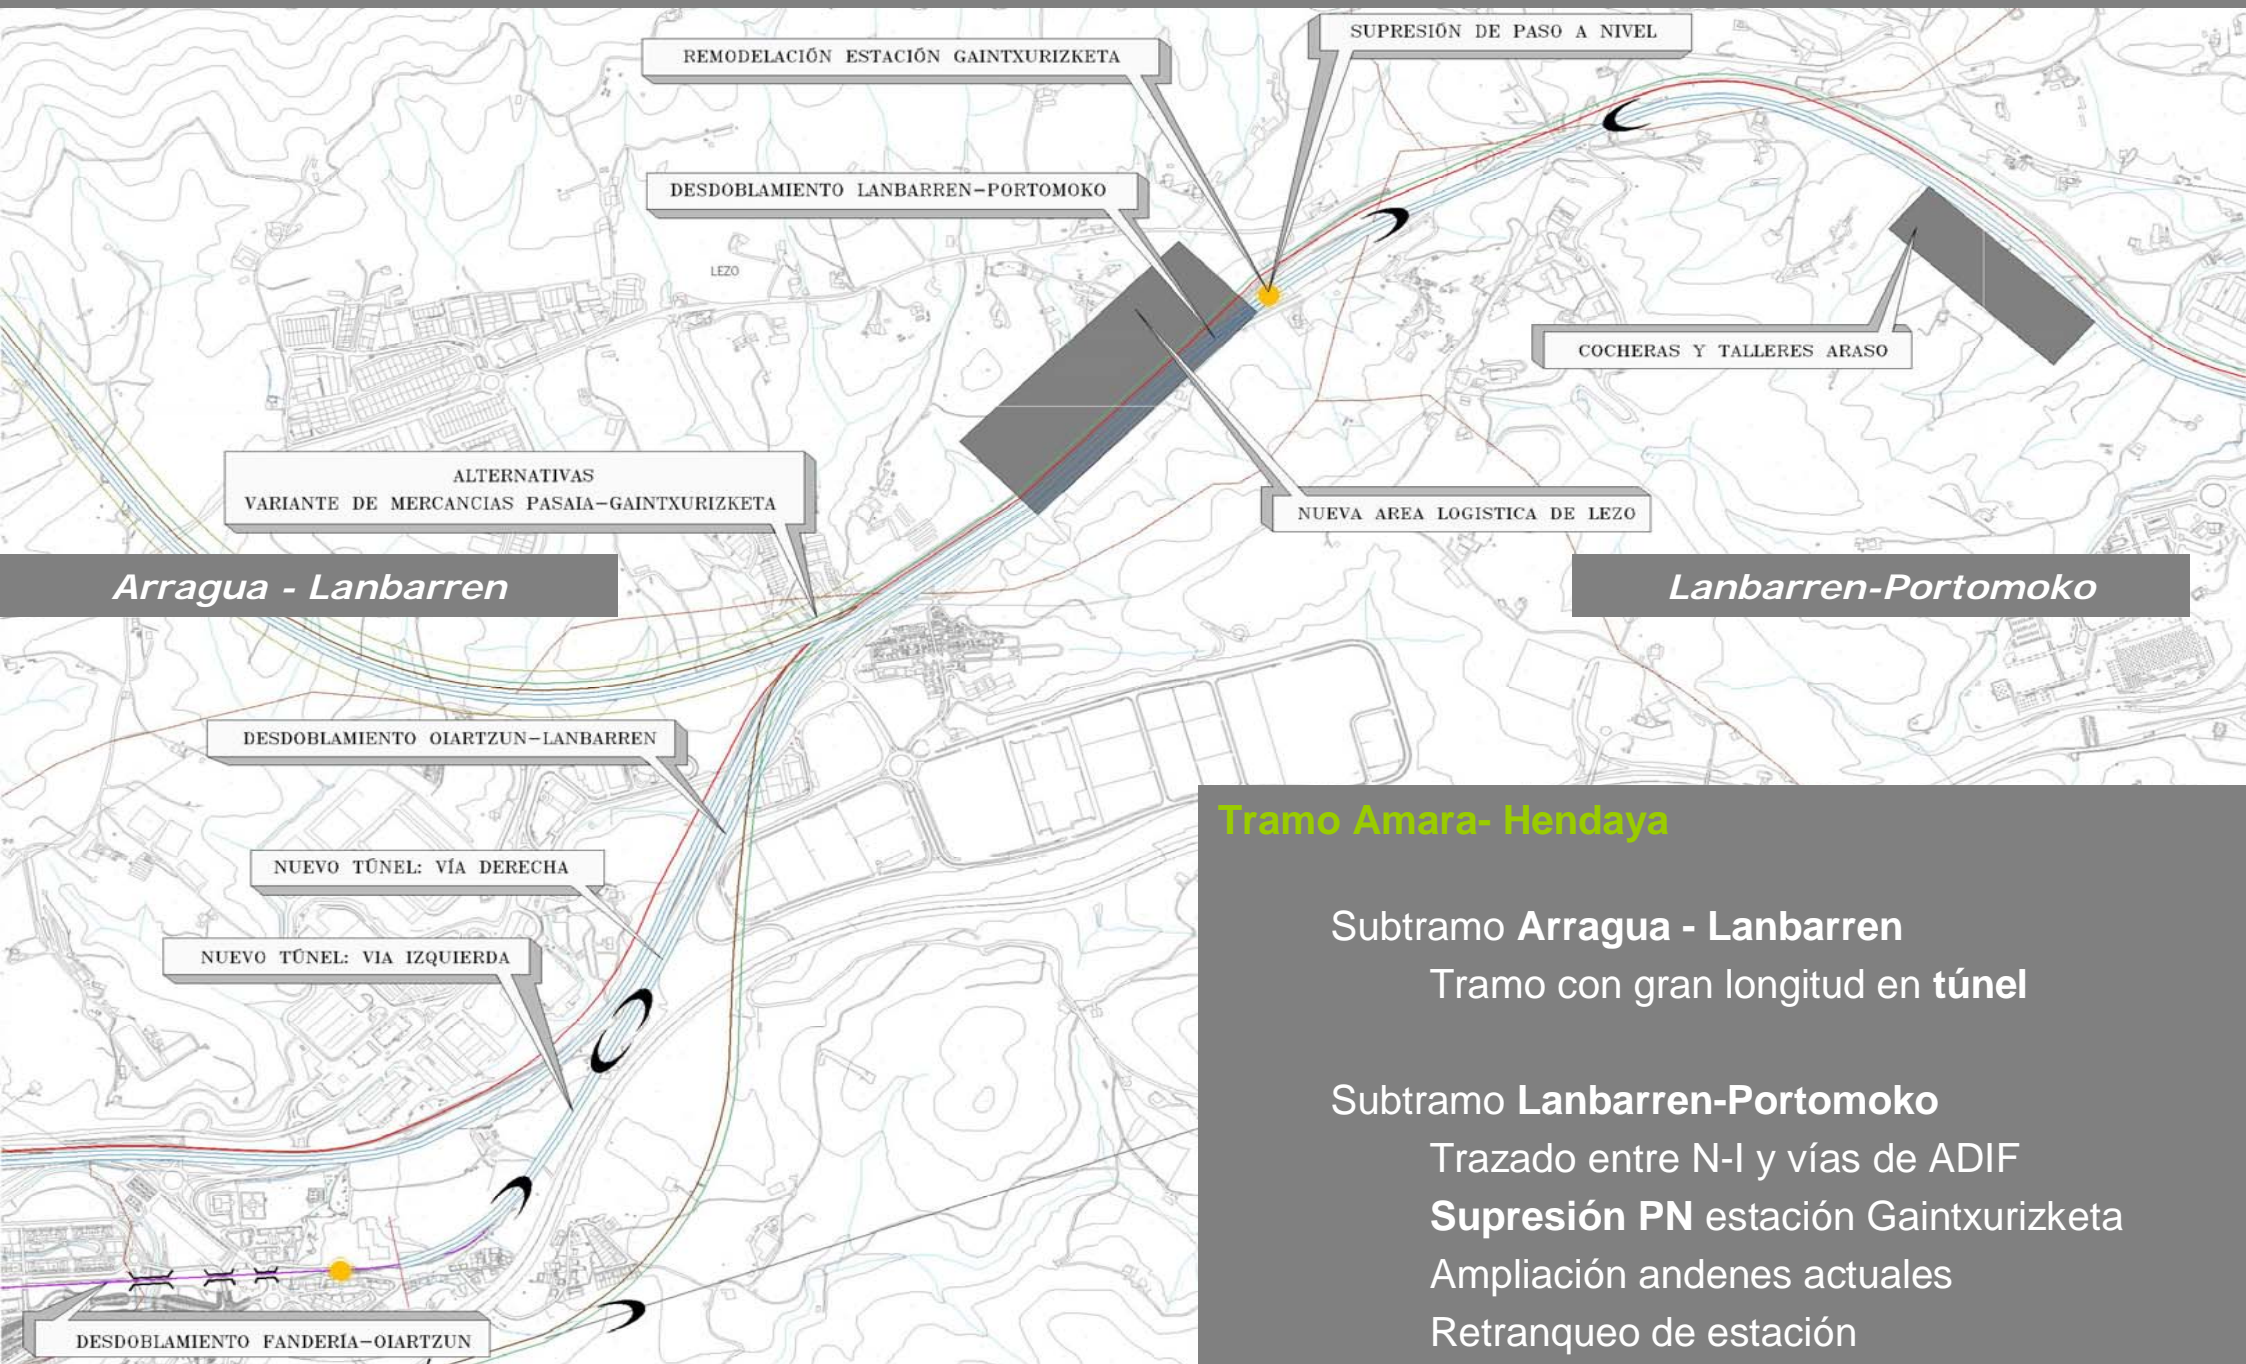 SUPRESIÓN DE PASO A NIVEL
REMODELACIÓN ESTACIÓN GAINTXURIZKETA
DESDOBLAMIENTO LANBARREN-PORTOMOKO
LEZO
COCHERAS Y TALLERES ARASO
ALTERNATIVAS
VARIANTE DE MERCANCIAS PASAIA-GAINTXURIZKETA
NUEVA AREA LOGISTICA DE LEZO
Arragua - Lanbarren
Lanbarren-Portomoko
DESDOBLAMIENTO OIARTZUN-LANBARREN
NUEVO TÚNEL: VÍA DERECHA
NUEVO TÚNEL: VIA IZQUIERDA
DESDOBLAMIENTO FANDERÍA-OIARTZUN
Tramo Amara- Hendaya
Subtramo Arragua - Lanbarren
Tramo con gran longitud en túnel
Subtramo Lanbarren-Portomoko
Trazado entre N-I y vías de ADIF
Supresión PN estación Gaintxurizketa
Ampliación andenes actuales
Retranqueo de estación